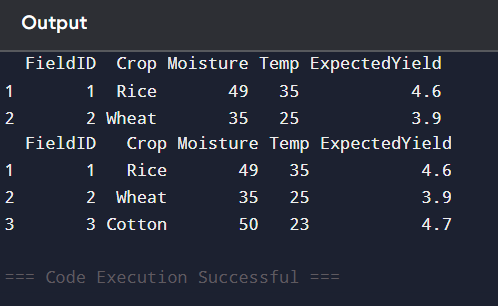 Output
  FieldID  Crop Moisture Temp ExpectedYield
1       1  Rice       49   35           4.6
2       2 Wheat       35   25           3.9
  FieldID   Crop Moisture Temp ExpectedYield
1       1   Rice       49   35           4.6
2       2  Wheat       35   25           3.9
3       3 Cotton       50   23           4.7
=== Code Execution Successful ===